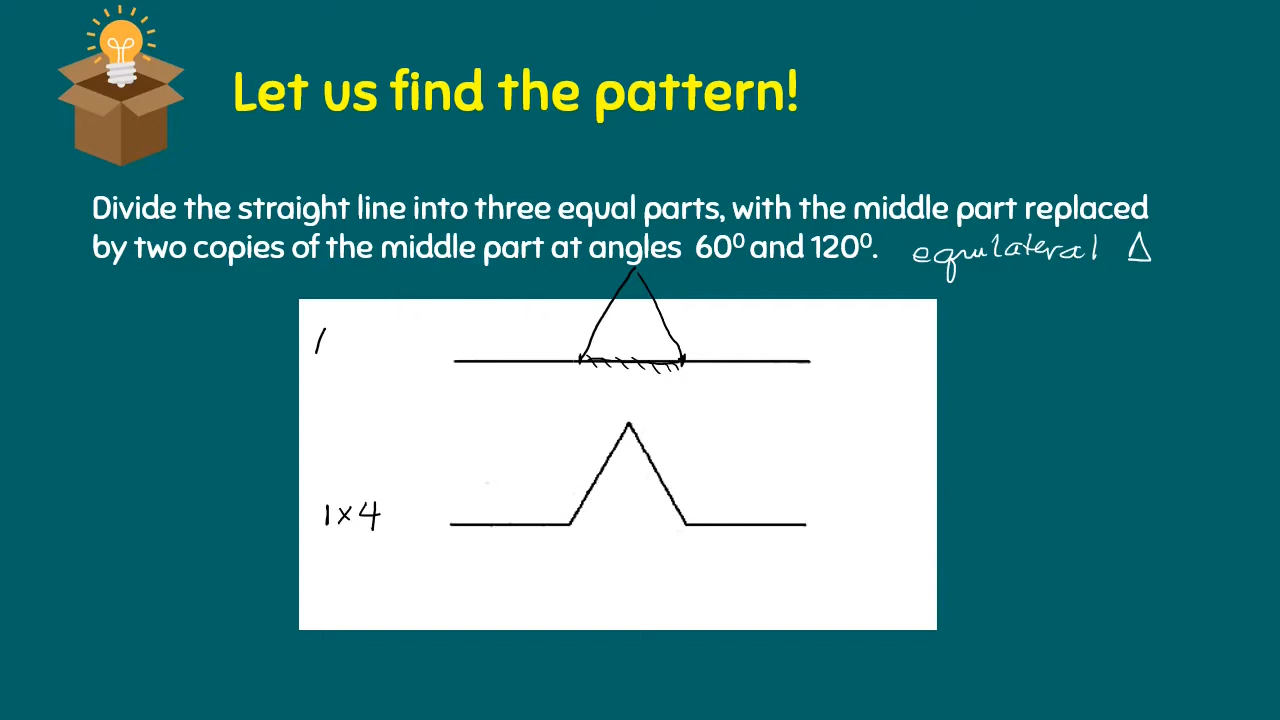 Let us find the pattern!
Divide the straight line into three equal parts, with the middle part replaced
by two copies of the middle part at angles 60⁰ and 120⁰. equilateral Δ
1
1×4